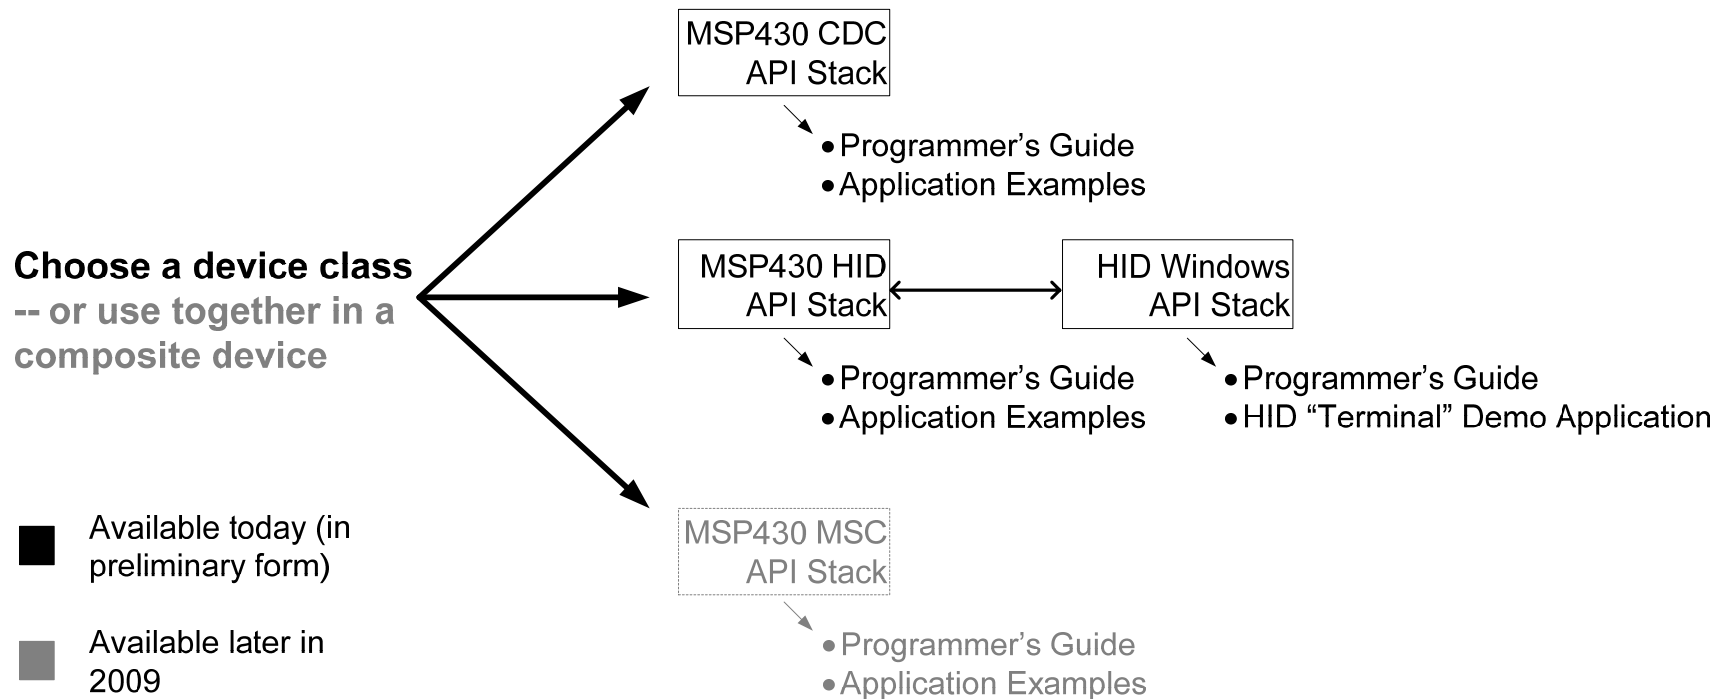 MSP430 CDC
API Stack
• Programmer’s Guide
• Application Examples
Choose a device class
-- or use together in a
composite device
MSP430 HID
API Stack
HID Windows
API Stack
• Programmer’s Guide
• Application Examples
• Programmer’s Guide
• HID “Terminal” Demo Application
MSP430 MSC
API Stack
• Programmer’s Guide
• Application Examples
Available today (in
preliminary form)
Available later in
2009